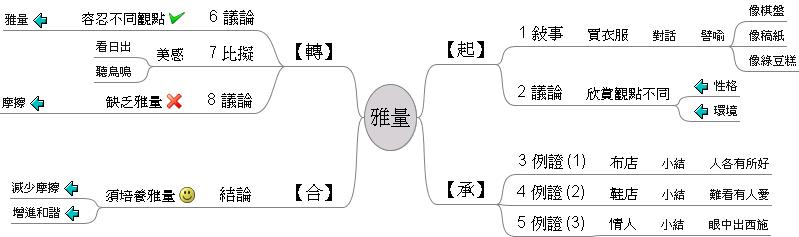 雅量
【起】
1 敍事 買衣服 對話 譬喻
像棋盤
像稿紙
像綠豆糕
2 議論 欣賞觀點不同
性格
環境
【承】
3 例證 (1) 布店 小結 人各有所好
4 例證 (2) 鞋店 小結 難看有人愛
5 例證 (3) 情人 小結 眼中出西施
【轉】
6 議論 容忍不同觀點 雅量
7 比擬 美感
看日出
聽鳥鳴
8 議論 缺乏雅量 摩擦
【合】
結論 須培養雅量
減少摩擦
增進和諧